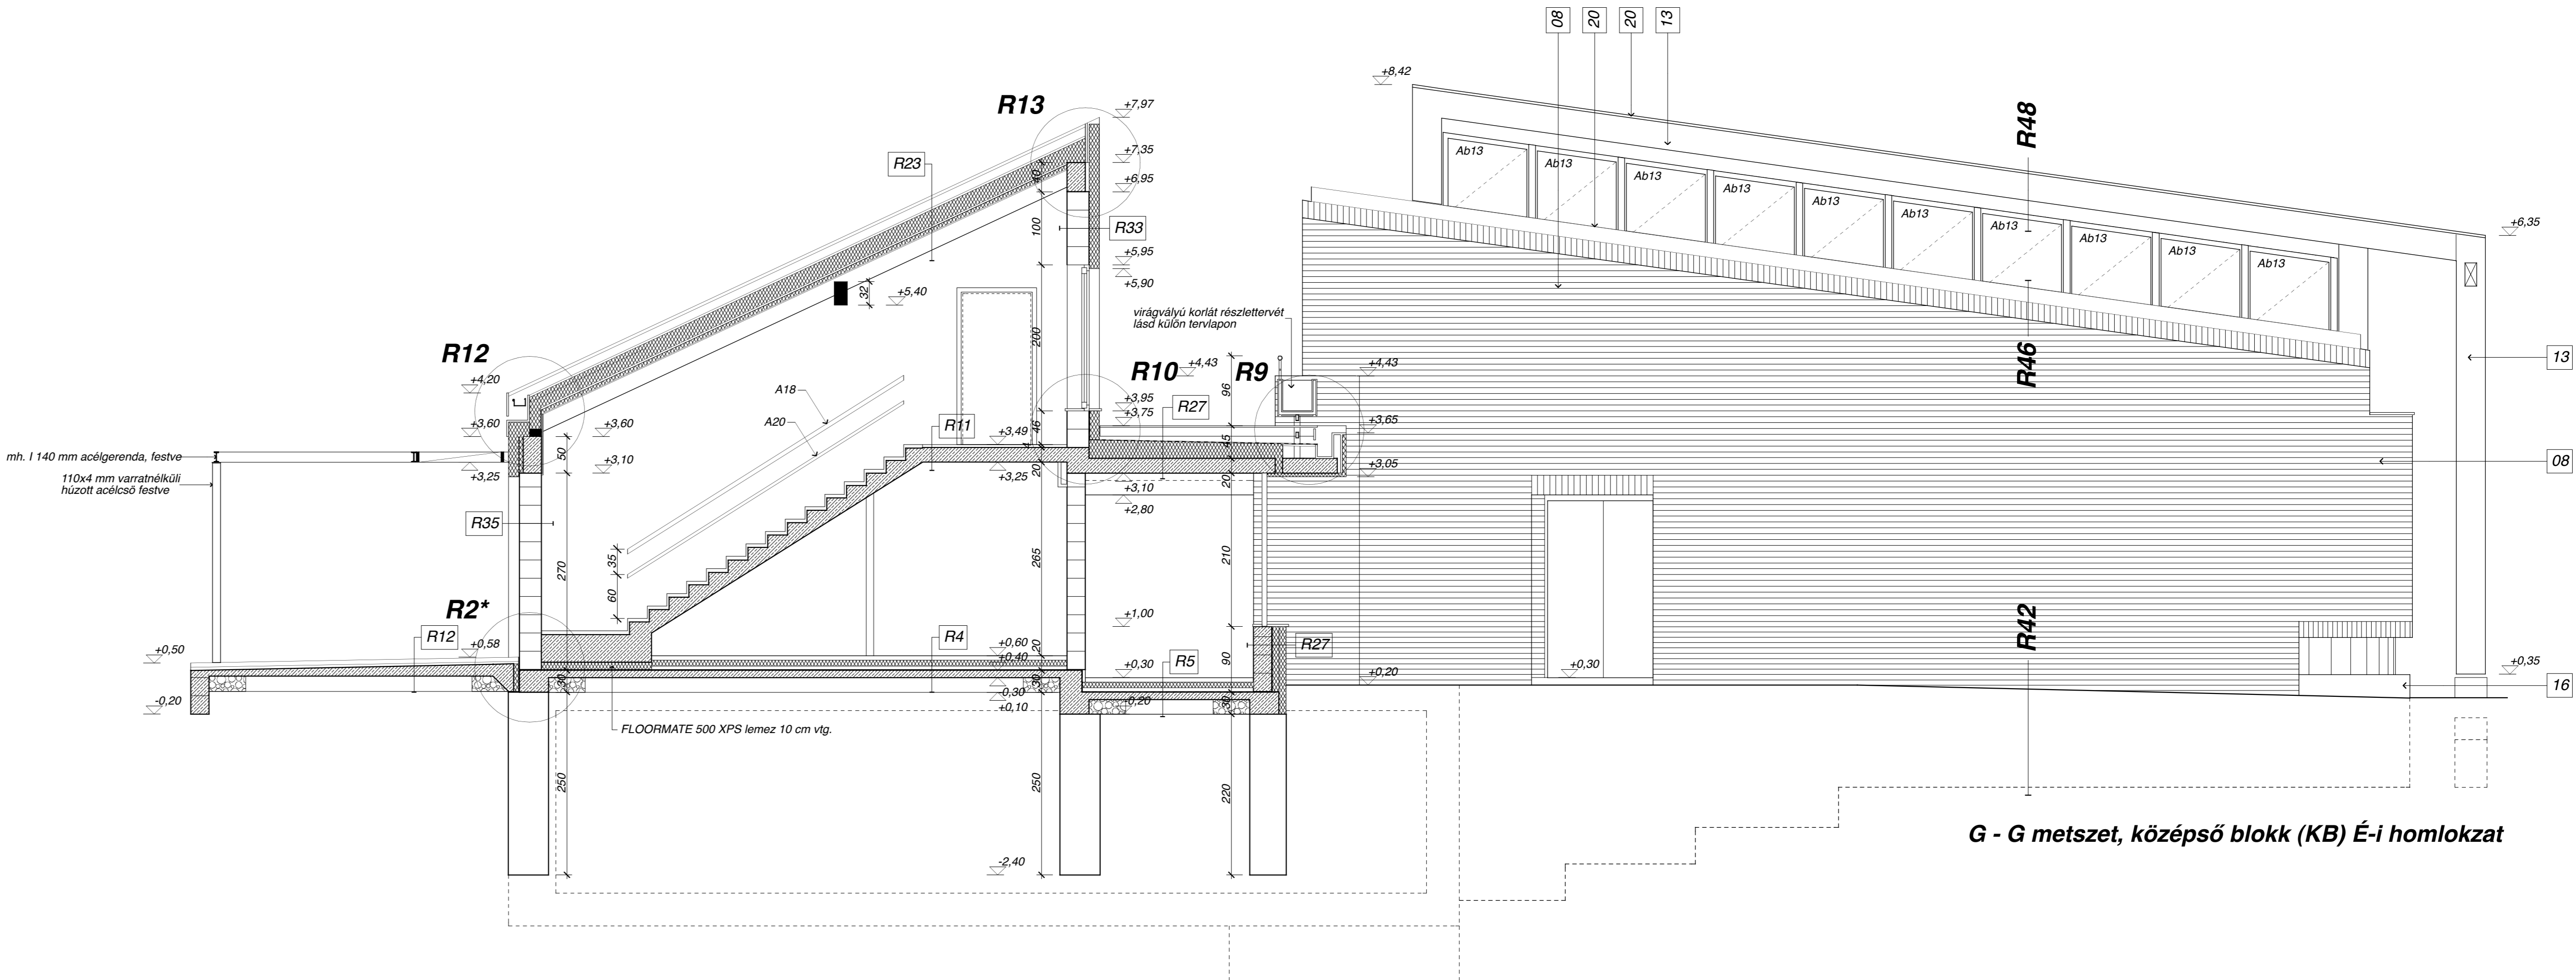 08
20
20
13
+8,42
R13
+7,97
R48
+7,35
R23
40
+6,95
Ab13
Ab13
Ab13
Ab13
Ab13
Ab13
Ab13
Ab13
Ab13
Ab13
100
R33
+6,35
+5,95
+5,90
32
+5,40
virágvályú korlát részlettervét
lásd külön tervlapon
200
R12
+4,20
R10
+4,43
R9
+4,43
R46
13
A18
A20
96
+3,95
+3,75
R27
+3,60
+3,60
R11
46
+3,49
4
+3,65
45
mh. I 140 mm acélgerenda, festve
50
+3,10
+3,25
20
+3,25
+3,05
08
110x4 mm varratnélküli
húzott acélcső festve
+3,10
20
+2,80
R35
270
35
60
265
210
R2*
+1,00
R42
R12
R4
R27
+0,50
+0,58
+0,60
20
+0,40
R5
90
+0,30
+0,30
+0,20
+0,35
30
30
-0,30
+0,10
-0,20
30
16
-0,20
FLOORMATE 500 XPS lemez 10 cm vtg.
250
250
220
-2,40
G - G metszet, középső blokk (KB) É-i homlokzat